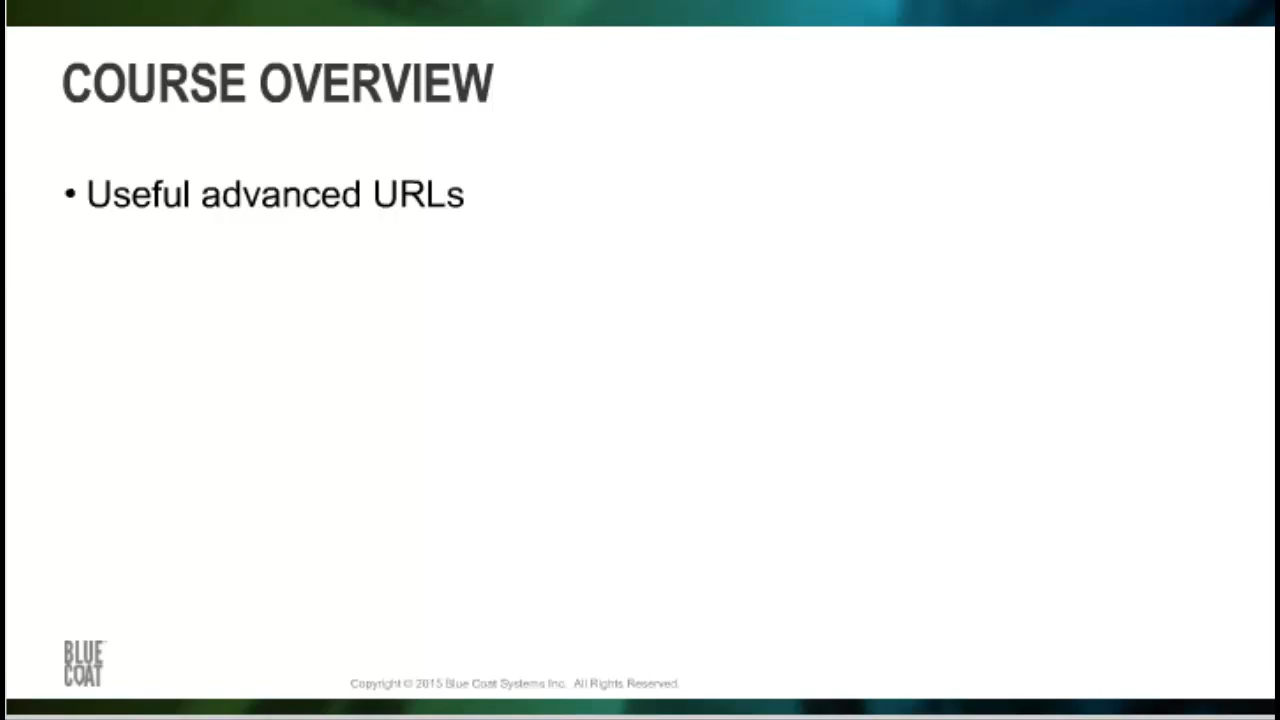 COURSE OVERVIEW
• Useful advanced URLs
BLUE
COAT
Copyright © 2015 Blue Coat Systems Inc. All Rights Reserved.